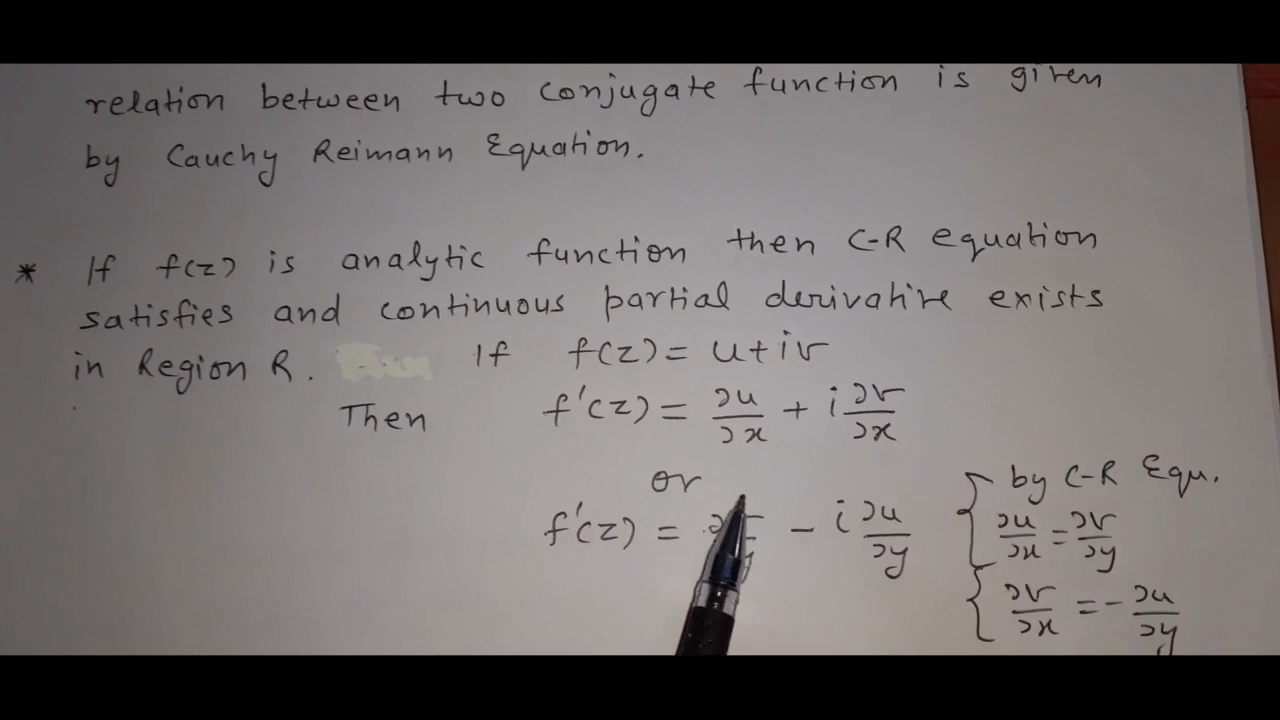 relation between two conjugate function is given
by Cauchy Reimann Equation.
* If f(z) is analytic function then C-R equation
satisfies and continuous partial derivative exists
in Region R. If f(z) = u+iv
Then f'(z) = ∂u/∂x + i ∂v/∂x
or
f'(z) = - i ∂u/∂y
by C-R Equ.
∂u/∂x = ∂v/∂y
∂v/∂x = - ∂u/∂y